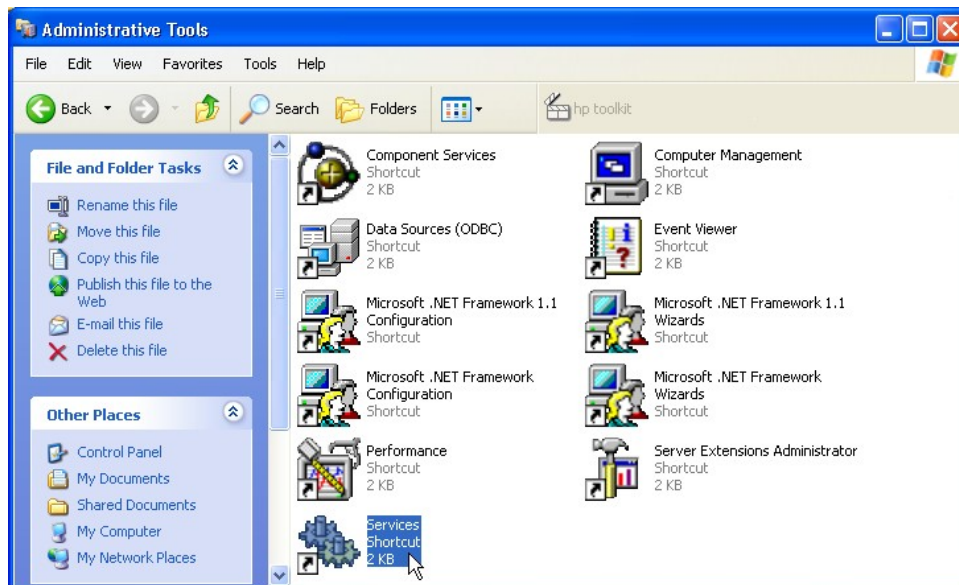 Administrative Tools
File Edit View Favorites Tools Help
Back Search Folders hp toolkit
File and Folder Tasks
Rename this file
Move this file
Copy this file
Publish this file to the
Web
E-mail this file
Delete this file
Other Places
Control Panel
My Documents
Shared Documents
My Computer
My Network Places
Component Services
Shortcut
2 KB
Computer Management
Shortcut
2 KB
Data Sources (ODBC)
Shortcut
2 KB
Event Viewer
Shortcut
2 KB
Microsoft .NET Framework 1.1
Configuration
Shortcut
Microsoft .NET Framework 1.1
Wizards
Shortcut
Microsoft .NET Framework
Configuration
Shortcut
Microsoft .NET Framework
Wizards
Shortcut
Performance
Shortcut
2 KB
Server Extensions Administrator
Shortcut
2 KB
Services
Shortcut
2 KB